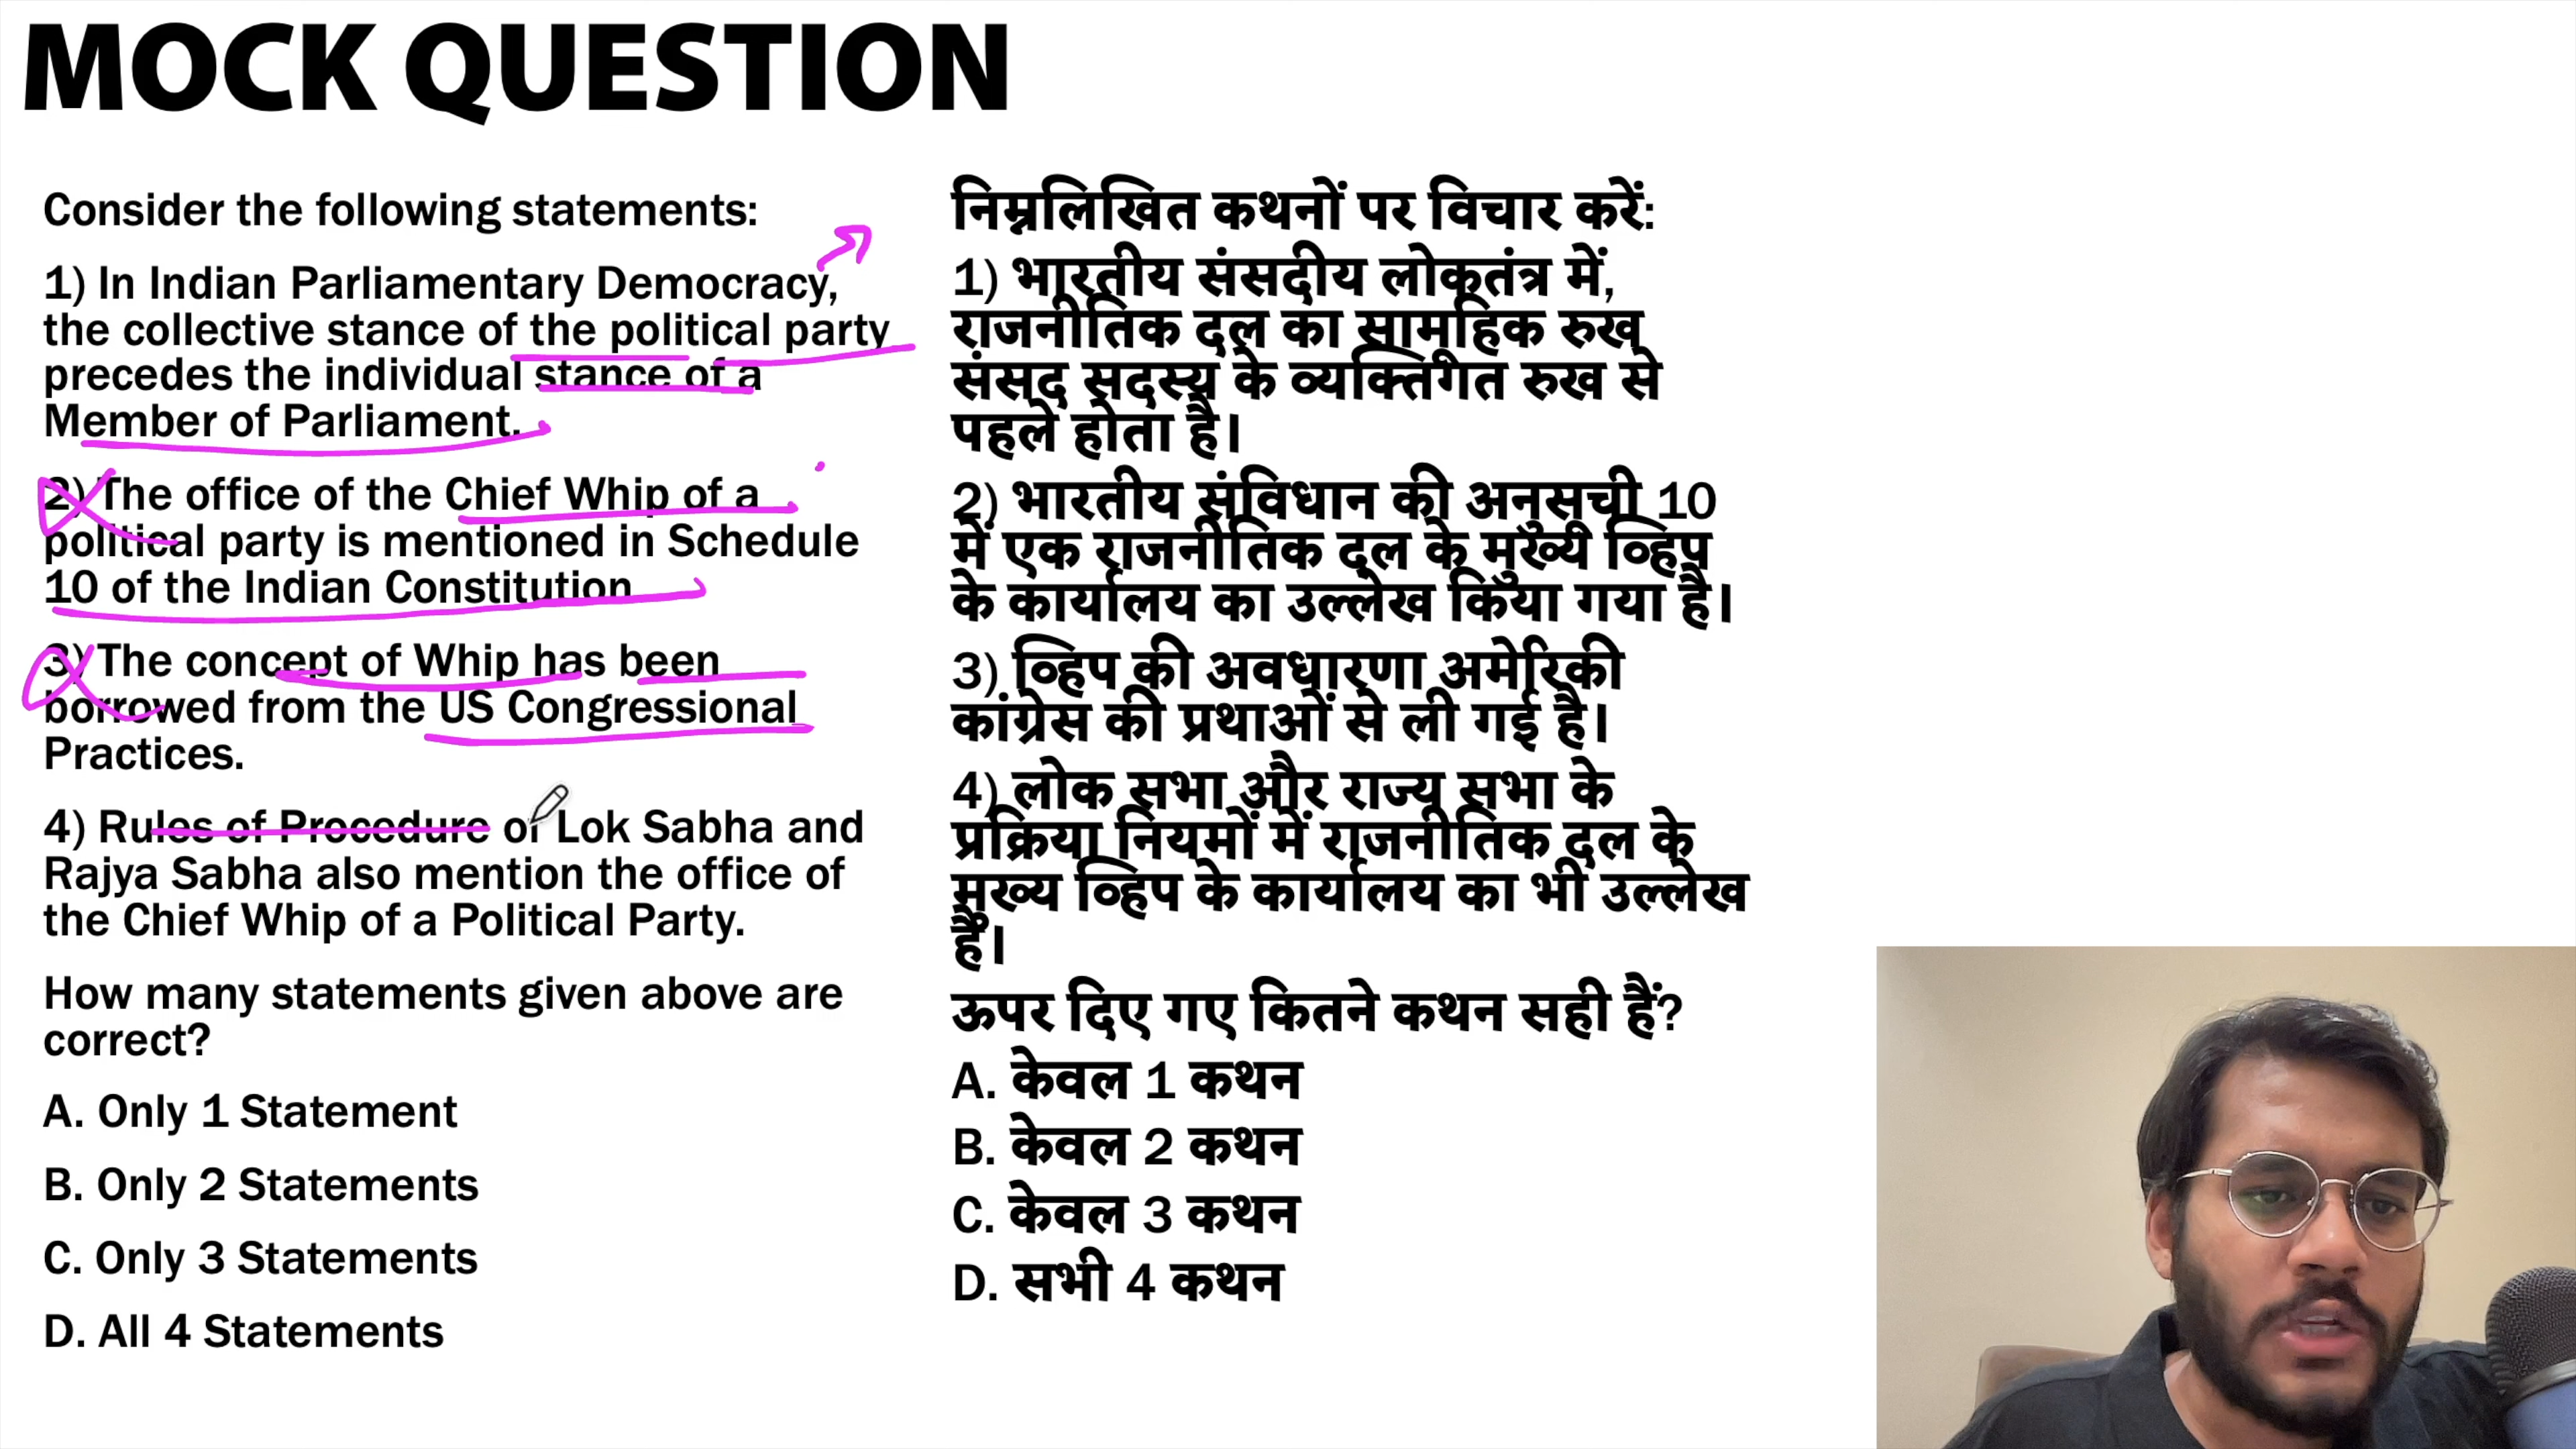 MOCK QUESTION
Consider the following statements:
1) In Indian Parliamentary Democracy,
the collective stance of the political party
precedes the individual stance of a
Member of Parliament.
2) The office of the Chief Whip of a
political party is mentioned in Schedule
10 of the Indian Constitution
3) The concept of Whip has been
borrowed from the US Congressional
Practices.
4) Rules of Procedure of Lok Sabha and
Rajya Sabha also mention the office of
the Chief Whip of a Political Party.
How many statements given above are
correct?
A. Only 1 Statement
B. Only 2 Statements
C. Only 3 Statements
D. All 4 Statements
निम्नलिखित कथनों पर विचार करें:
1) भारतीय संसदीय लोकतंत्र में,
राजनीतिक दल का सामूहिक रुख
संसद सदस्य के व्यक्तिगत रुख से
पहले होता है।
2) भारतीय संविधान की अनुसूची 10
में एक राजनीतिक दल के मुख्य व्हिप
के कार्यालय का उल्लेख किया गया है।
3) व्हिप की अवधारणा अमेरिकी
कांग्रेस की प्रथाओं से ली गई है।
4) लोक सभा और राज्य सभा के
प्रक्रिया नियमों में राजनीतिक दल के
मुख्य व्हिप के कार्यालय का भी उल्लेख
है।
ऊपर दिए गए कितने कथन सही हैं?
A. केवल 1 कथन
B. केवल 2 कथन
C. केवल 3 कथन
D. सभी 4 कथन